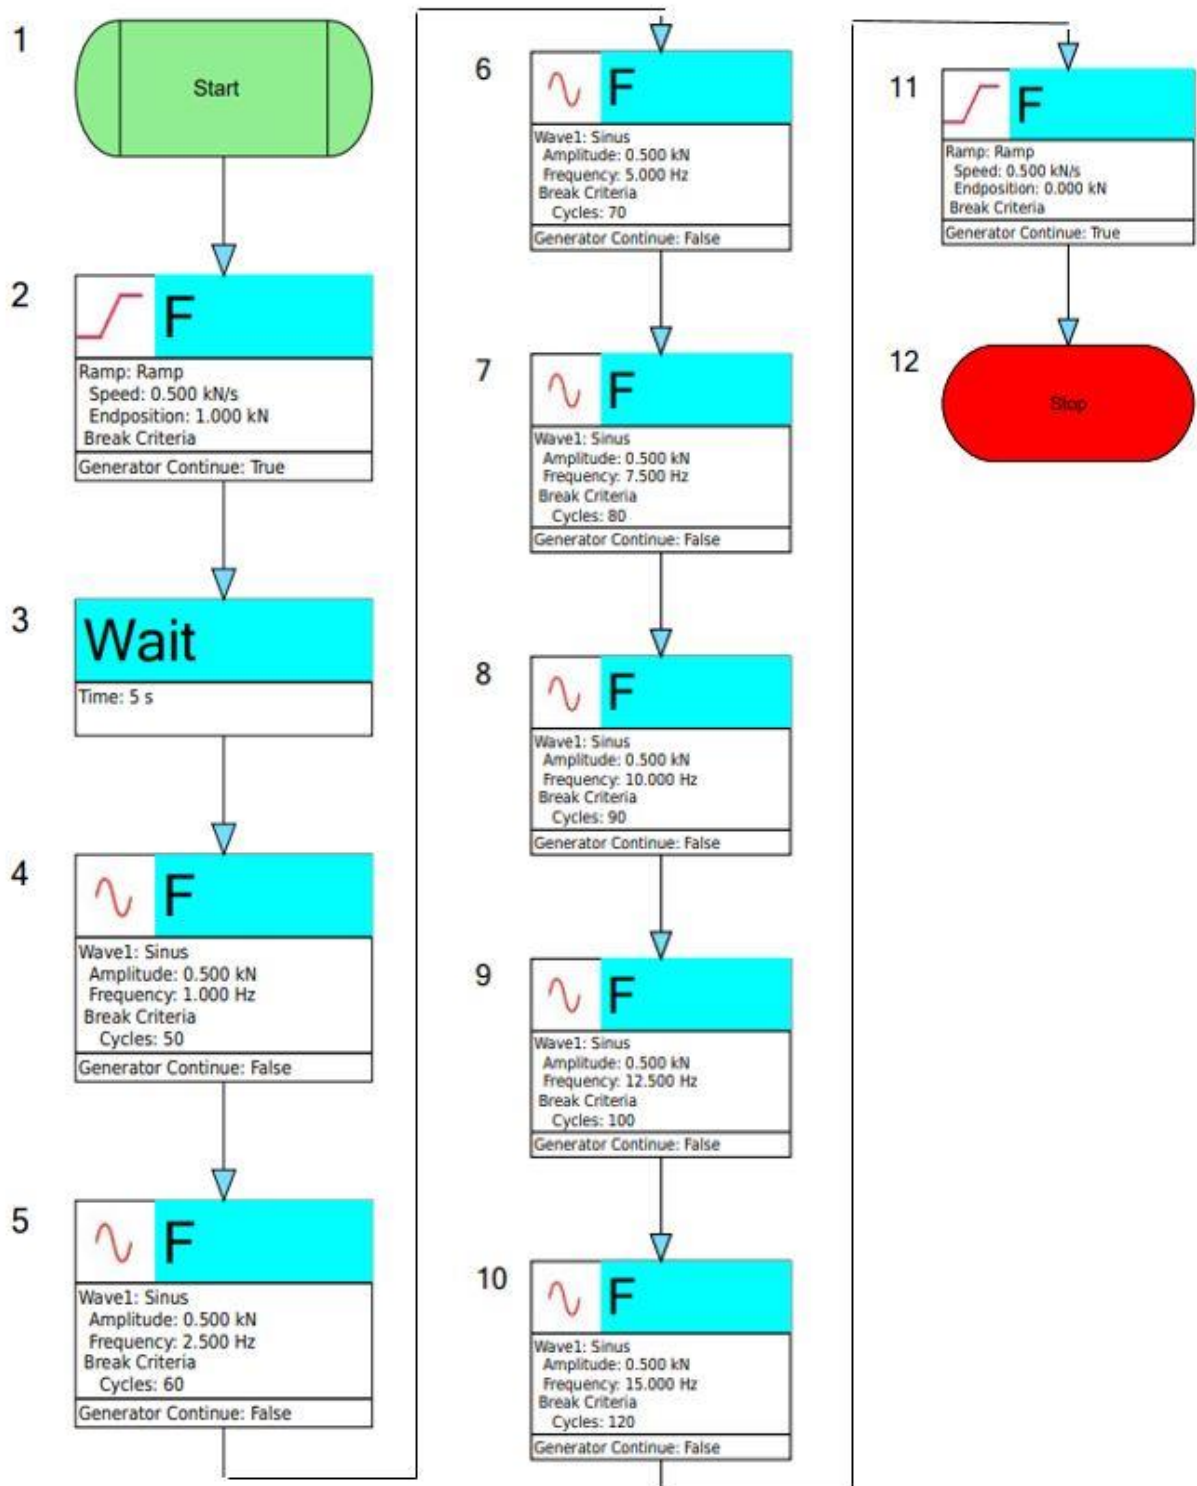 1
Start
2
F
Ramp: Ramp
Speed: 0.500 kN/s
Endposition: 1.000 kN
Break Criteria
Generator Continue: True
3
Wait
Time: 5 s
4
F
Wave1: Sinus
Amplitude: 0.500 kN
Frequency: 1.000 Hz
Break Criteria
Cycles: 50
Generator Continue: False
5
F
Wave1: Sinus
Amplitude: 0.500 kN
Frequency: 2.500 Hz
Break Criteria
Cycles: 60
Generator Continue: False
6
F
Wave1: Sinus
Amplitude: 0.500 kN
Frequency: 5.000 Hz
Break Criteria
Cycles: 70
Generator Continue: False
7
F
Wave1: Sinus
Amplitude: 0.500 kN
Frequency: 7.500 Hz
Break Criteria
Cycles: 80
Generator Continue: False
8
F
Wave1: Sinus
Amplitude: 0.500 kN
Frequency: 10.000 Hz
Break Criteria
Cycles: 90
Generator Continue: False
9
F
Wave1: Sinus
Amplitude: 0.500 kN
Frequency: 12.500 Hz
Break Criteria
Cycles: 100
Generator Continue: False
10
F
Wave1: Sinus
Amplitude: 0.500 kN
Frequency: 15.000 Hz
Break Criteria
Cycles: 120
Generator Continue: False
11
F
Ramp: Ramp
Speed: 0.500 kN/s
Endposition: 0.000 kN
Break Criteria
Generator Continue: True
12
Stop